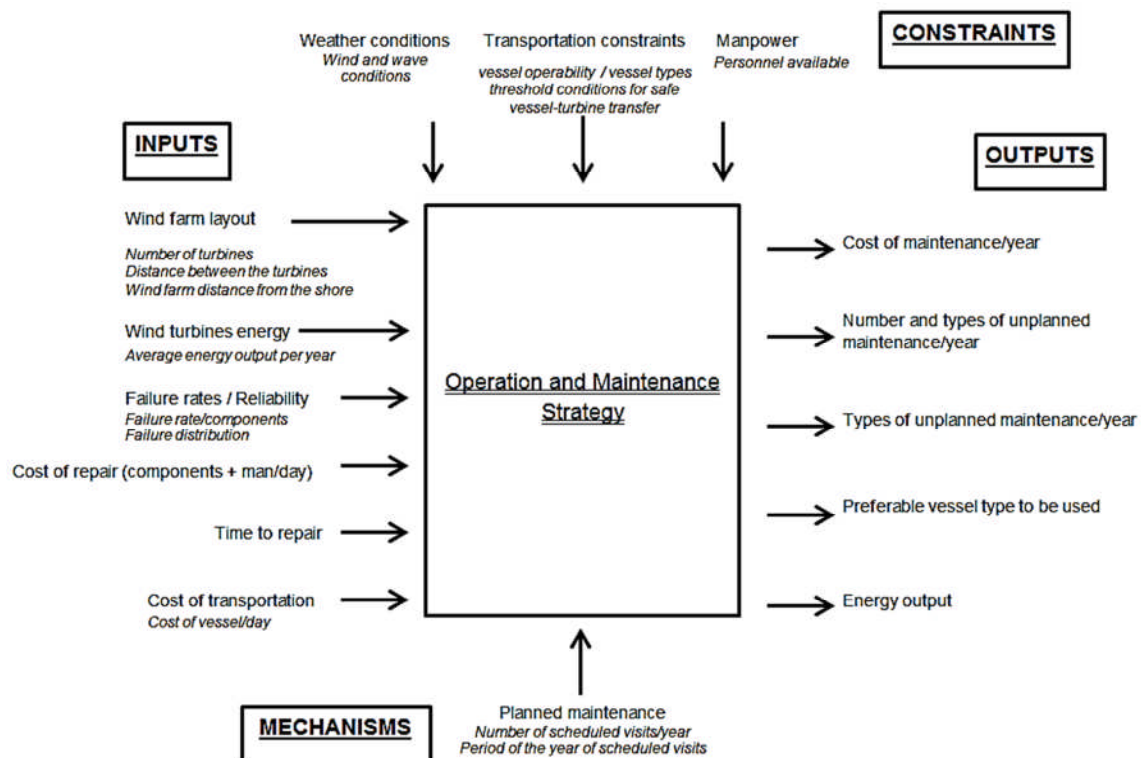 CONSTRAINTS
Weather conditions
Wind and wave
conditions
Transportation constraints
vessel operability / vessel types
threshold conditions for safe
vessel-turbine transfer
Manpower
Personnel available
INPUTS
OUTPUTS
Wind farm layout
Number of turbines
Distance between the turbines
Wind farm distance from the shore
Wind turbines energy
Average energy output per year
Failure rates / Reliability
Failure rate/components
Failure distribution
Cost of repair (components + man/day)
Time to repair
Cost of transportation
Cost of vessel/day
Operation and Maintenance
Strategy
Cost of maintenance/year
Number and types of unplanned
maintenance/year
Types of unplanned maintenance/year
Preferable vessel type to be used
Energy output
MECHANISMS
Planned maintenance
Number of scheduled visits/year
Period of the year of scheduled visits